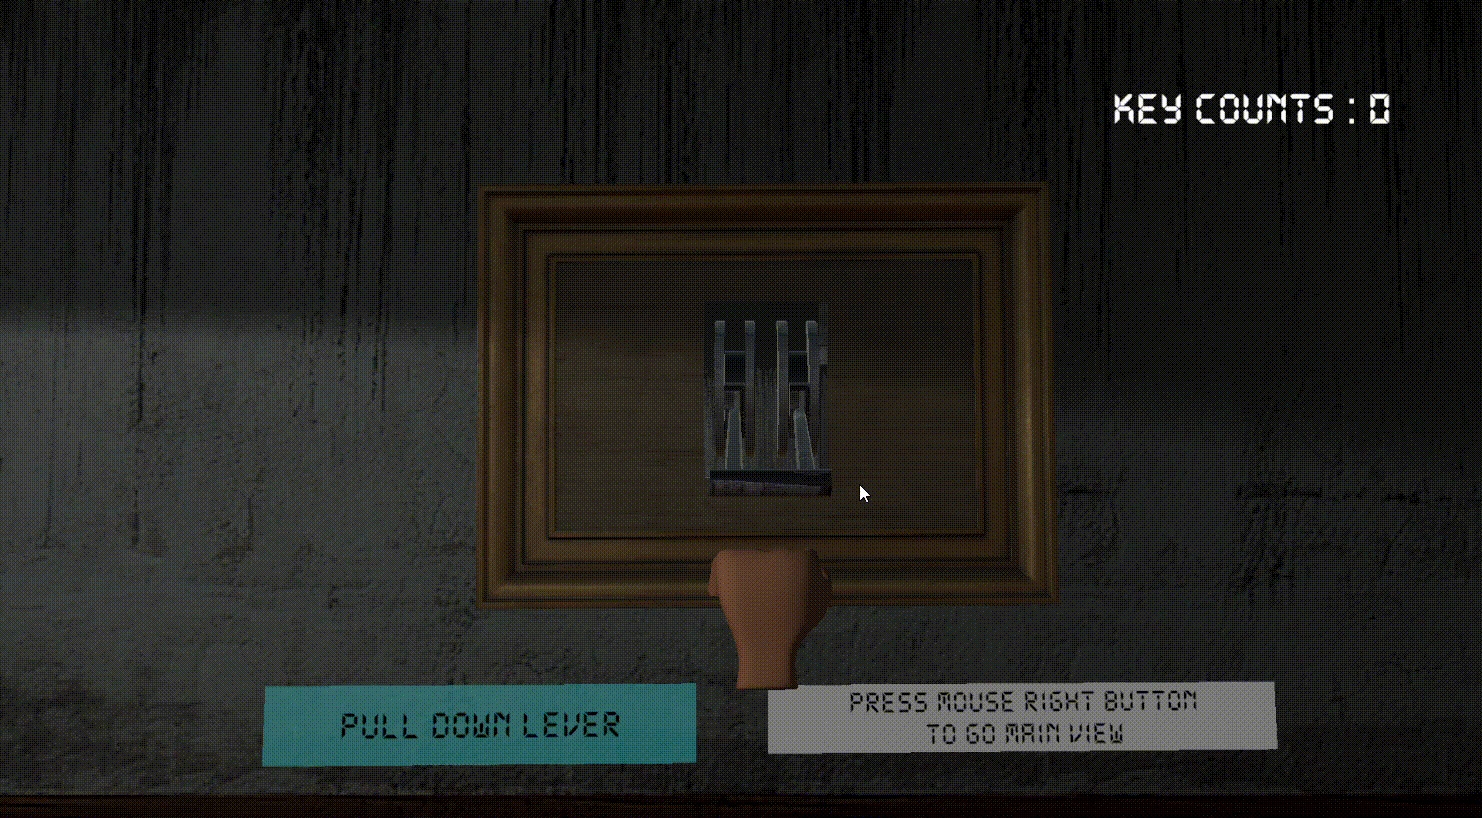 KEY COUNTS : 0
PULL DOWN LEVER
PRESS MOUSE RIGHT BUTTON
TO GO MAIN VIEW